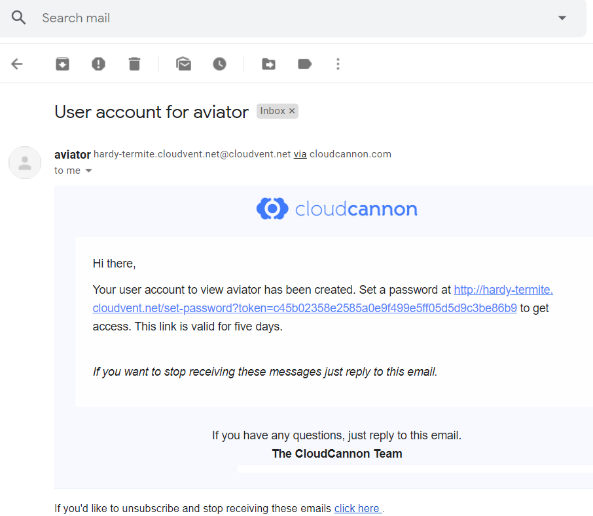 Search mail
User account for aviator Inbox ×
aviator hardy-termite.cloudvent.net@cloudvent.net via cloudcannon.com
to me
cloudcannon
Hi there,
Your user account to view aviator has been created. Set a password at http://hardy-termite.
cloudvent.net/set-password?token=c45b02358e2585a0e9f499e5ff05d5d9c3be86b9 to get
access. This link is valid for five days.
If you want to stop receiving these messages just reply to this email.
If you have any questions, just reply to this email.
The CloudCannon Team
If you'd like to unsubscribe and stop receiving these emails click here .